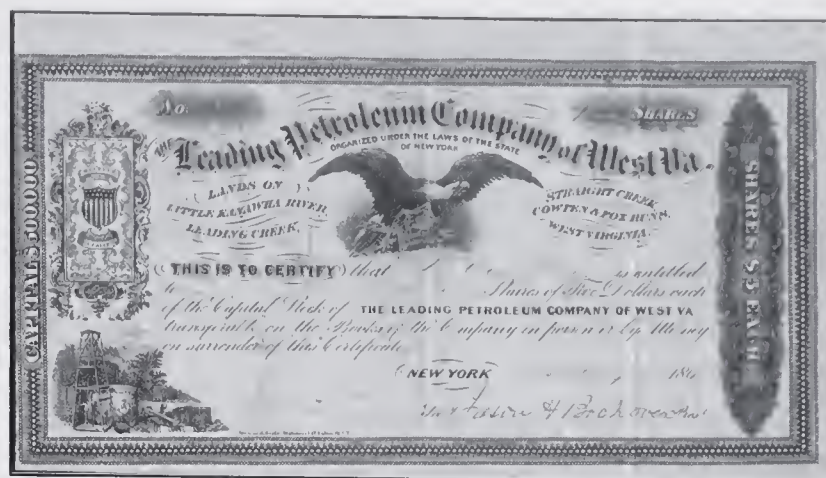 No.
SHARES
THE Leading Petroleum Company of West Va.
ORGANIZED UNDER THE LAWS OF THE STATE
OF NEW YORK
LANDS ON
LITTLE KANAWHA RIVER,
LEADING CREEK,
STRAIGHT CREEK,
COWTEN & FOX RUNS,
WEST VIRGINIA.
CAPITAL $500,000
SHARES $5 EACH
THIS IS TO CERTIFY that is entitled
to Shares of Five Dollars each
of the Capital Stock of THE LEADING PETROLEUM COMPANY OF WEST VA
transferable on the Books of the Company in person or by Attorney
on surrender of this Certificate
NEW YORK 186